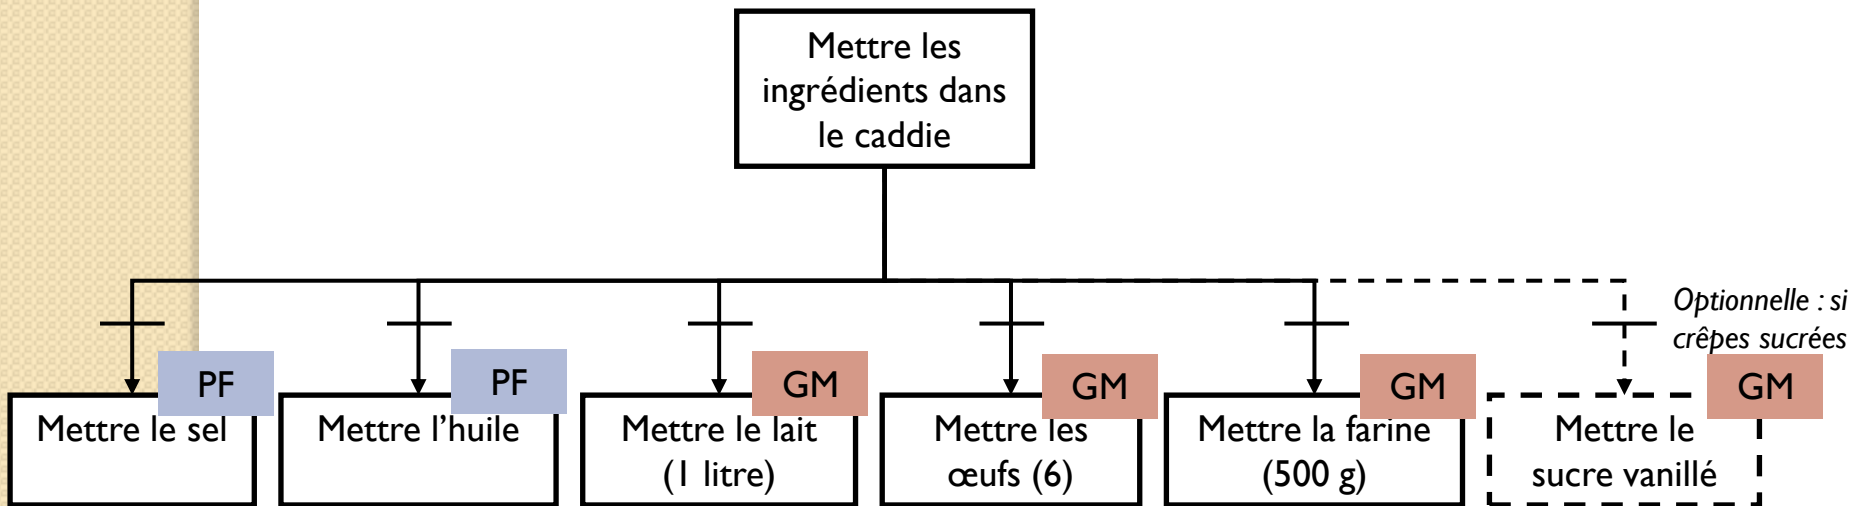 Mettre les
ingrédients dans
le caddie
Optionnelle : si
crêpes sucrées
PF
Mettre le sel
PF
Mettre l'huile
GM
Mettre le lait
(1 litre)
GM
Mettre les
œufs (6)
GM
Mettre la farine
(500 g)
GM
Mettre le
sucre vanillé